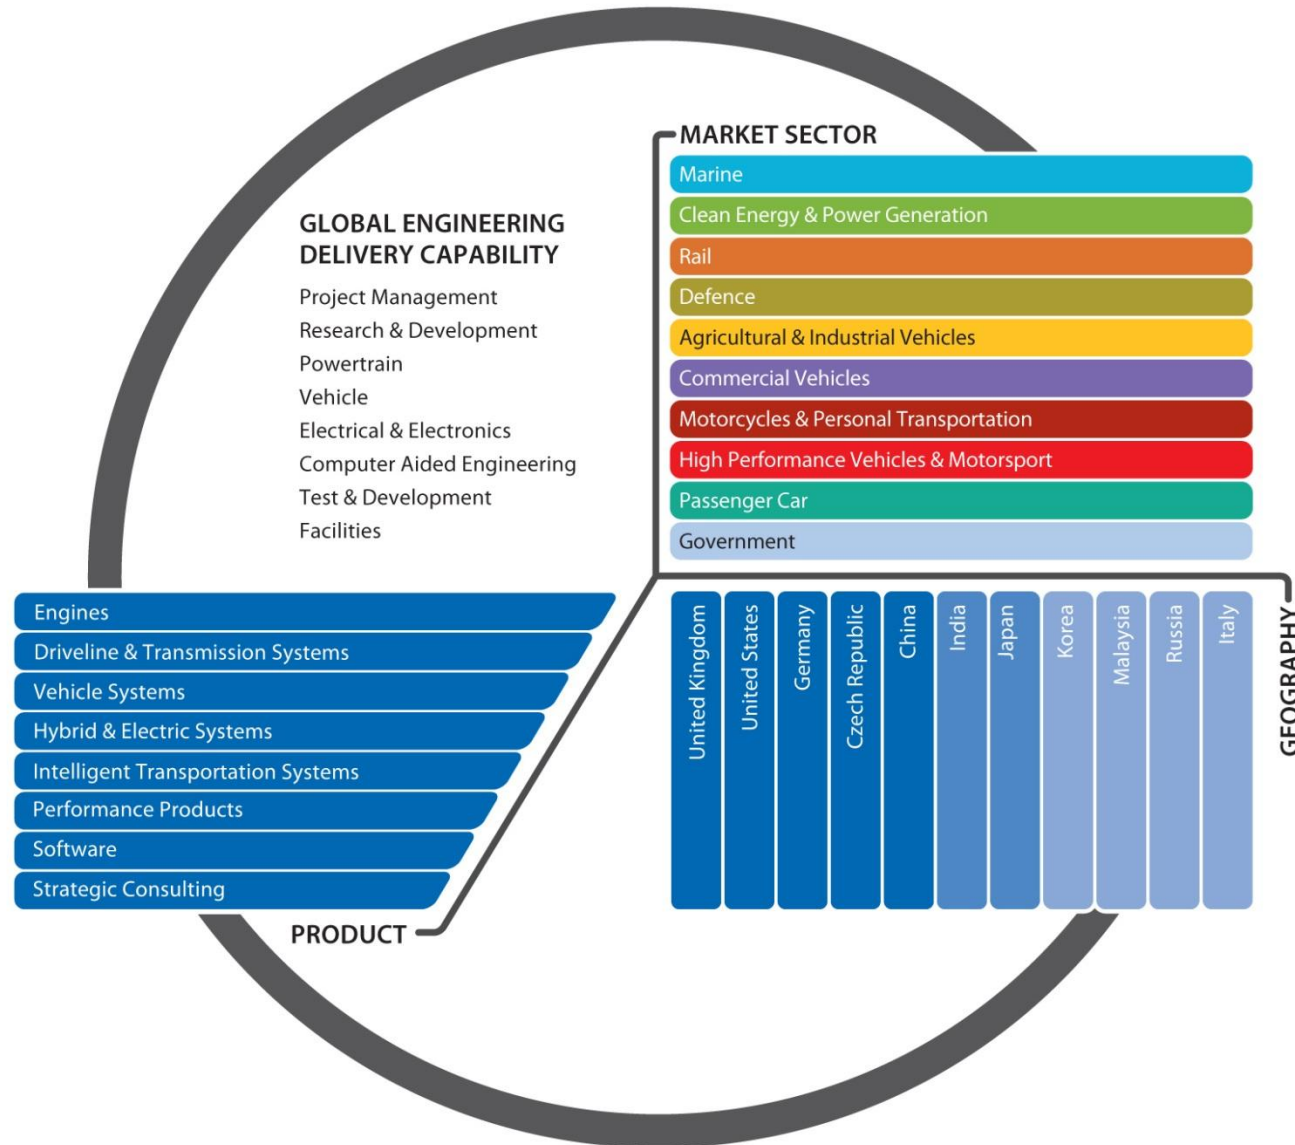 MARKET SECTOR
Marine
Clean Energy & Power Generation
Rail
Defence
Agricultural & Industrial Vehicles
Commercial Vehicles
Motorcycles & Personal Transportation
High Performance Vehicles & Motorsport
Passenger Car
Government
GLOBAL ENGINEERING
DELIVERY CAPABILITY
Project Management
Research & Development
Powertrain
Vehicle
Electrical & Electronics
Computer Aided Engineering
Test & Development
Facilities
Engines
Driveline & Transmission Systems
Vehicle Systems
Hybrid & Electric Systems
Intelligent Transportation Systems
Performance Products
Software
Strategic Consulting
PRODUCT
United Kingdom
United States
Germany
Czech Republic
China
India
Japan
Korea
Malaysia
Russia
Italy
GEOGRAPHY